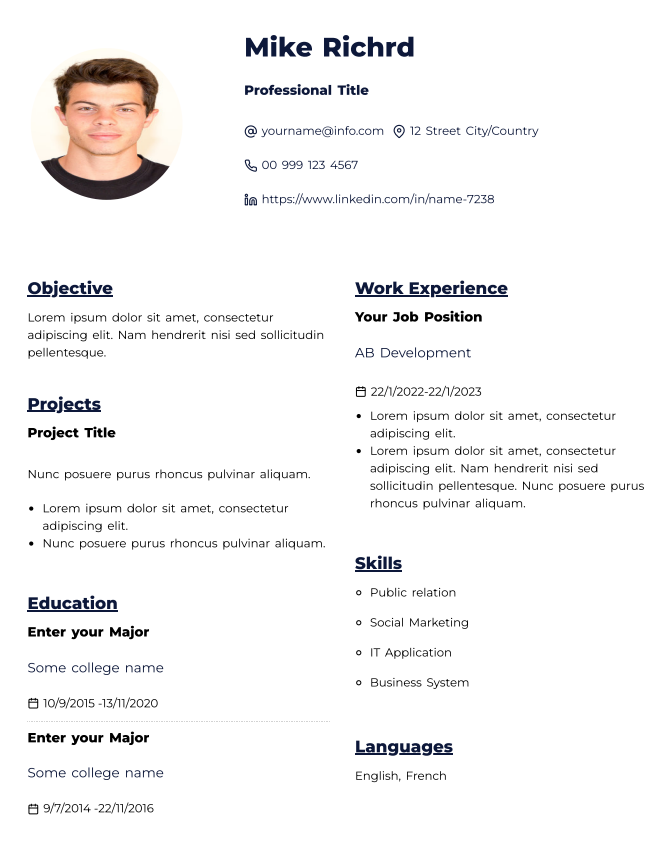 Mike Richrd
Professional Title
yourname@info.com 12 Street City/Country
00 999 123 4567
https://www.linkedin.com/in/name-7238
Objective
Lorem ipsum dolor sit amet, consectetur
adipiscing elit. Nam hendrerit nisi sed sollicitudin
pellentesque.
Projects
Project Title
Nunc posuere purus rhoncus pulvinar aliquam.
• Lorem ipsum dolor sit amet, consectetur
adipiscing elit.
• Nunc posuere purus rhoncus pulvinar aliquam.
Education
Enter your Major
Some college name
10/9/2015 -13/11/2020
Enter your Major
Some college name
9/7/2014 -22/11/2016
Work Experience
Your Job Position
AB Development
22/1/2022-22/1/2023
• Lorem ipsum dolor sit amet, consectetur
adipiscing elit.
• Lorem ipsum dolor sit amet, consectetur
adipiscing elit. Nam hendrerit nisi sed
sollicitudin pellentesque. Nunc posuere purus
rhoncus pulvinar aliquam.
Skills
Public relation
Social Marketing
IT Application
Business System
Languages
English, French